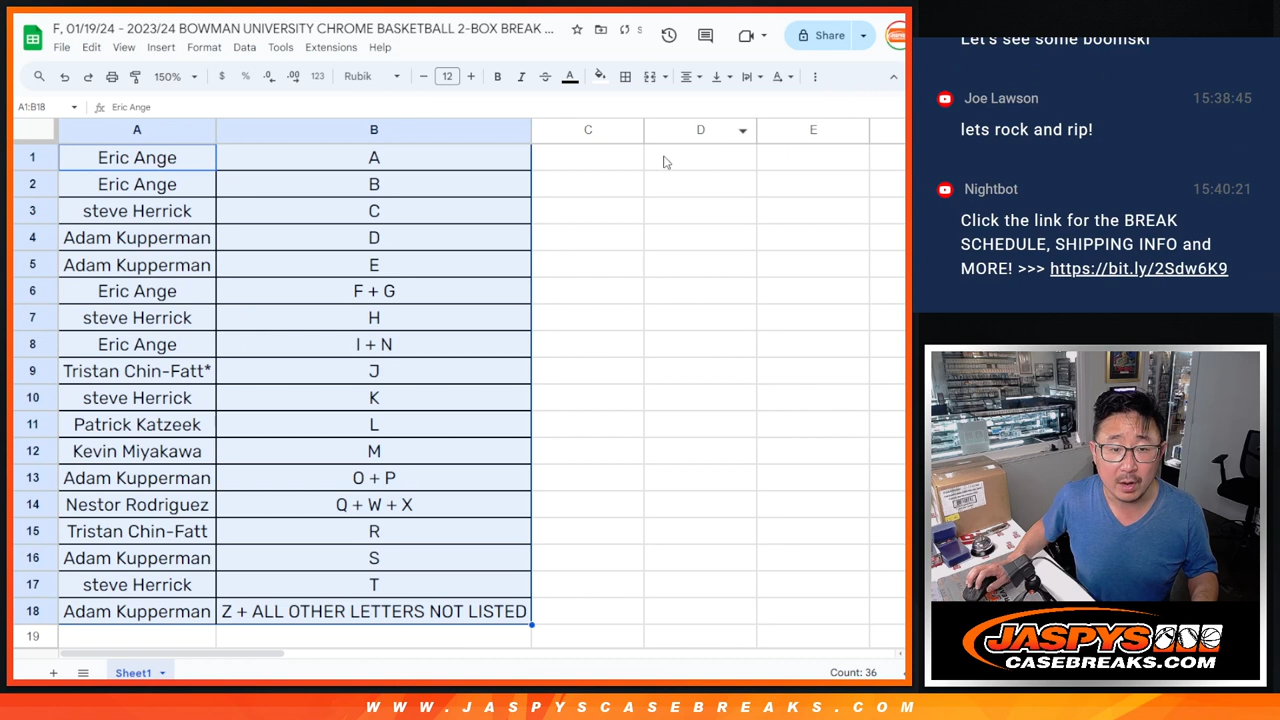 F, 01/19/24 - 2023/24 BOWMAN UNIVERSITY CHROME BASKETBALL 2-BOX BREAK ...
File Edit View Insert Format Data Tools Extensions Help
Share
150% $ % .0 .00 123 Rubik 12 B I A
A1:B18 fx Eric Ange
A B C D E
1 Eric Ange A
2 Eric Ange B
3 steve Herrick C
4 Adam Kupperman D
5 Adam Kupperman E
6 Eric Ange F + G
7 steve Herrick H
8 Eric Ange I + N
9 Tristan Chin-Fatt* J
10 steve Herrick K
11 Patrick Katzeek L
12 Kevin Miyakawa M
13 Adam Kupperman O + P
14 Nestor Rodriguez Q + W + X
15 Tristan Chin-Fatt R
16 Adam Kupperman S
17 steve Herrick T
18 Adam Kupperman Z + ALL OTHER LETTERS NOT LISTED
19
Sheet1 Count: 36
Let's see some boomski
Joe Lawson 15:38:45
lets rock and rip!
Nightbot 15:40:21
Click the link for the BREAK
SCHEDULE, SHIPPING INFO and
MORE! >>> https://bit.ly/2Sdw6K9
JASPYS
CASEBREAKS.COM
WWW.JASPYSCASEBREAKS.COM